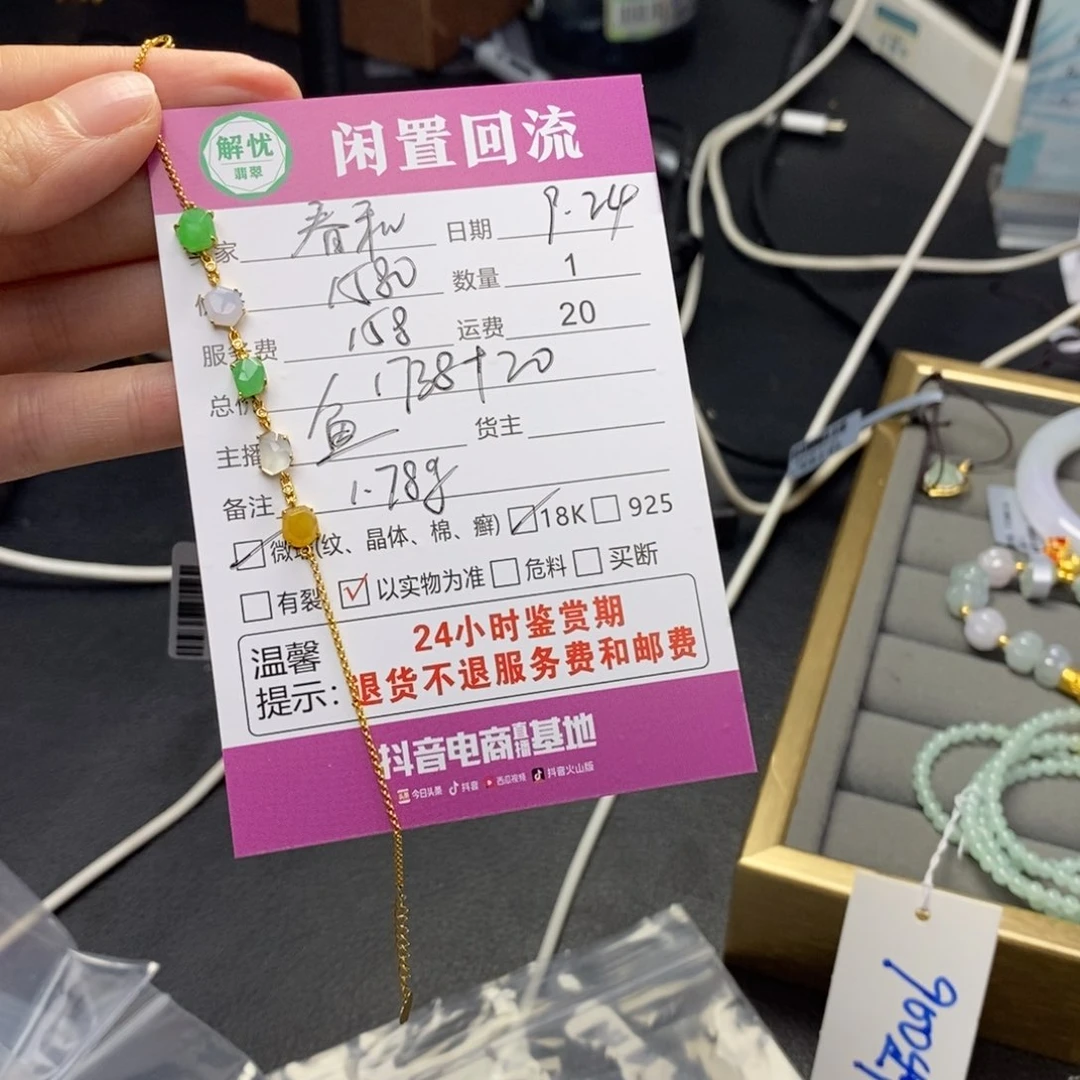 解忧
翡翠
闲置回流
家 春和 日期 9.24
1580 数量 1
服务费 158 运费 20
总价 1738+20
主播 鱼 货主
备注 1.78g
微 (纹、晶体、棉、癣) 18K 925
有裂 以实物为准 危料 买断
温馨提示:
24小时鉴赏期
退货不退服务费和邮费
抖音电商直播基地
头条 今日头条 抖音 西瓜视频 抖音火山版